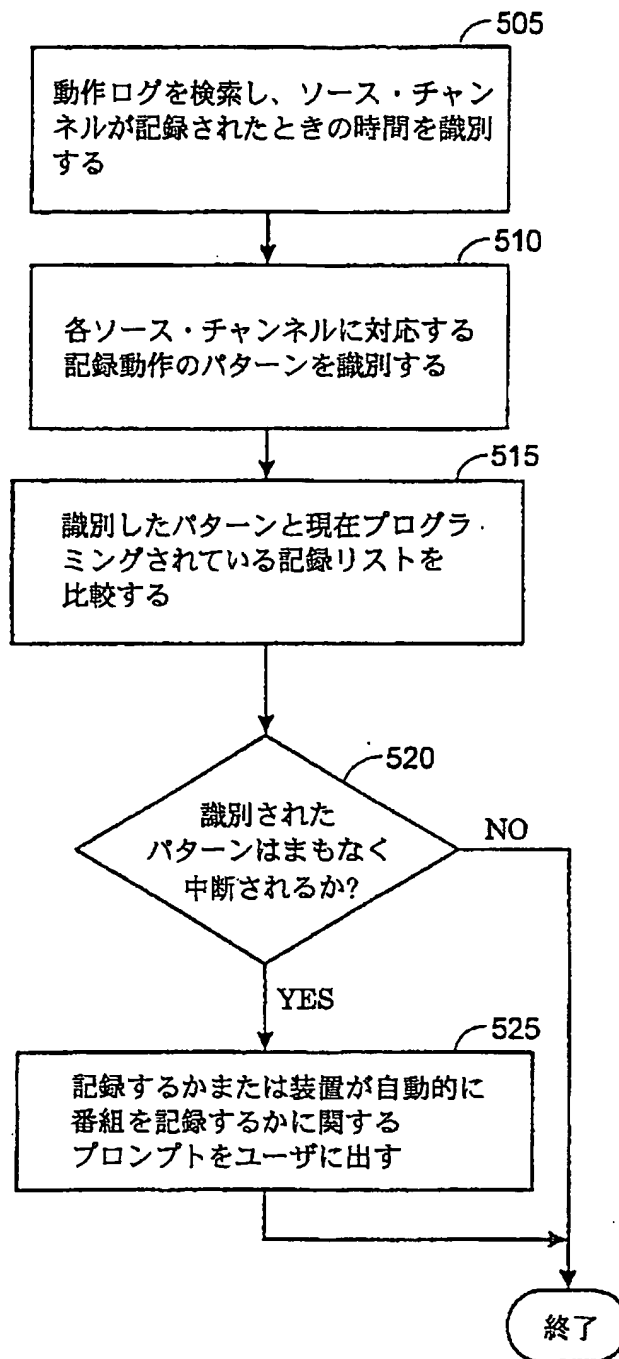 505
動作ログを検索し、ソース・チャン
ネルが記録されたときの時間を識別
する
510
各ソース・チャンネルに対応する
記録動作のパターンを識別する
515
識別したパターンと現在プログラ
ミングされている記録リストを
比較する
520
識別された
パターンはまもなく
中断されるか?
NO
YES
525
記録するかまたは装置が自動的に
番組を記録するかに関する
プロンプトをユーザに出す
終了